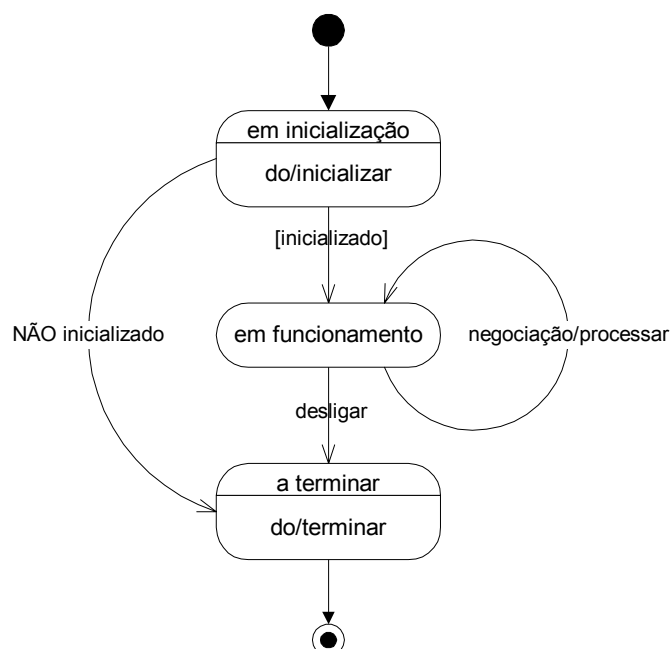 em inicialização
do/inicializar
[inicializado]
NÃO inicializado
em funcionamento
negociação/processar
desligar
a terminar
do/terminar